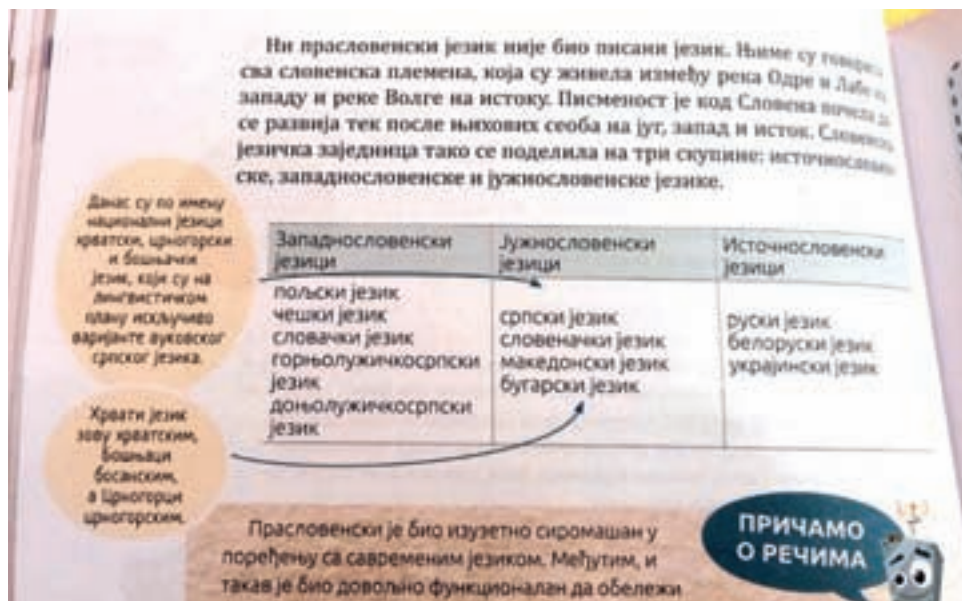 Ни прасловенски језик није био писани језик. Њиме су
сва словенска племена, која су живела између река Одре и Лабе на
западу и реке Волге на истоку. Писменост је код Словена почела да
се развија тек после њихових сеоба на југ, запад и исток.
језичка заједница тако се поделила на три скупине: источнословен-
ске, западнословенске и јужнословенске језике.
Данас су по имену
национални језици
хрватски, црногорски
и бошњачки
језик, који су на
лингвистичком
плану искључиво
варијанте вуковског
српског језика.
Хрвати језик
зову хрватским,
Бошњаци
босанским,
а Црногорци
црногорским.
Западнословенски
језици
пољски језик
чешки језик
словачки језик
горњолужичкосрпски
језик
доњолужичкосрпски
језик
Јужнословенски
језици
српски језик
словеначки језик
македонски језик
бугарски језик
Источнословенски
језици
руски језик
белоруски језик
украјински језик
Прасловенски је био изузетно сиромашан у
поређењу са савременим језиком. Међутим, и
такав је био довољно функционалан да обележи
ПРИЧАМО
О РЕЧИМА